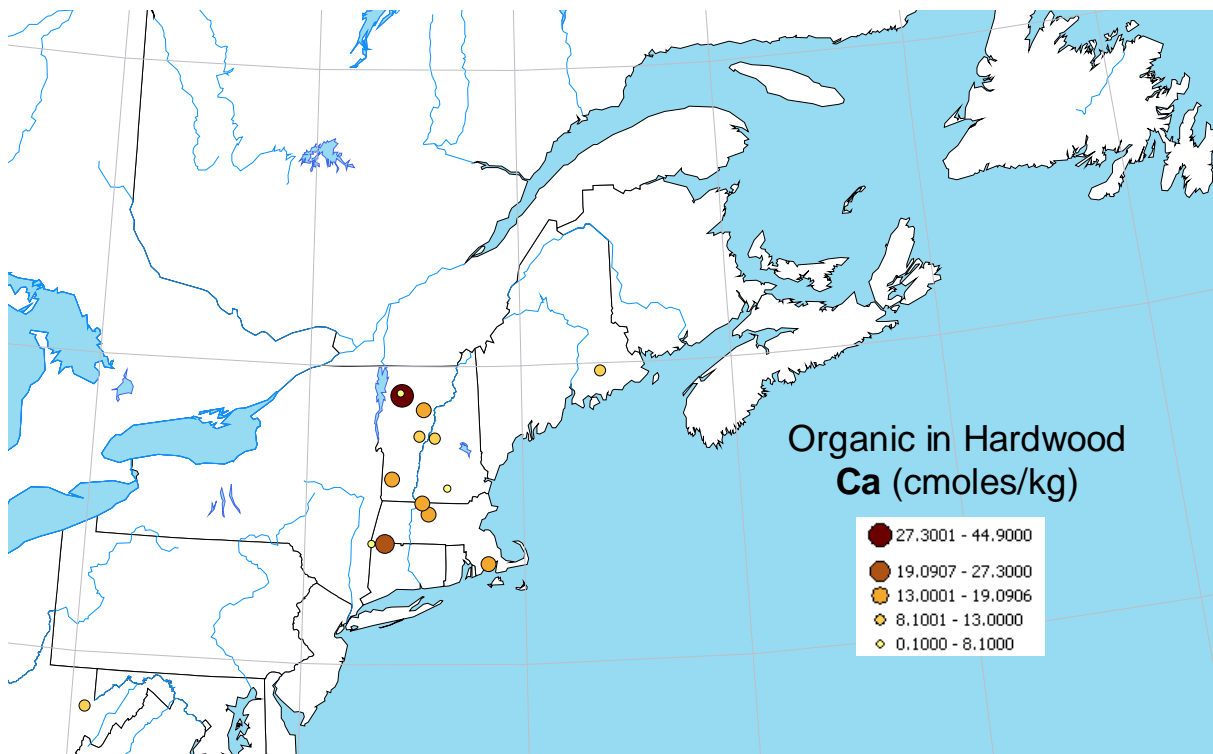 Organic in Hardwood
Ca (cmoles/kg)
27.3001 - 44.9000
19.0907 - 27.3000
13.0001 - 19.0906
8.1001 - 13.0000
0.1000 - 8.1000